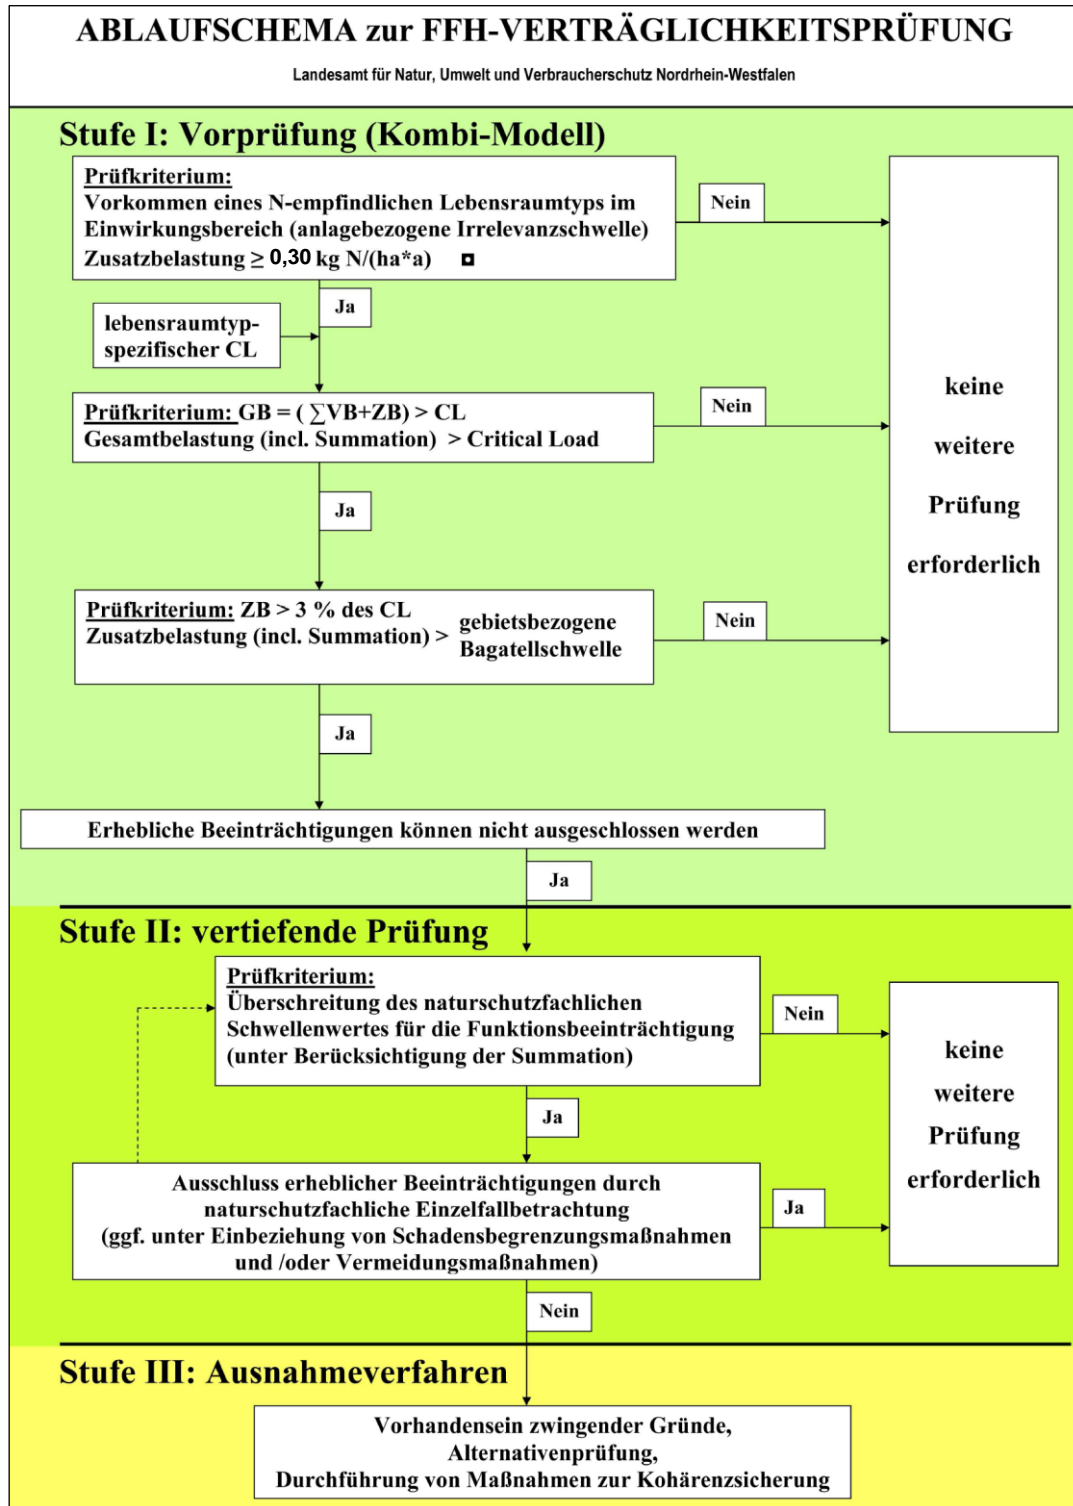 ABLAUFSCHEMA zur FFH-VERTRÄGLICHKEITSPRÜFUNG
Landesamt für Natur, Umwelt und Verbraucherschutz Nordrhein-Westfalen
Stufe I: Vorprüfung (Kombi-Modell)
Prüfkriterium:
Vorkommen eines N-empfindlichen Lebensraumtyps im
Einwirkungsbereich (anlagebezogene Irrelevanzschwelle)
Zusatzbelastung ≥ 0,30 kg N/(ha*a)
Nein
Ja
lebensraumtyp-
spezifischer CL
Prüfkriterium: GB = ( ∑VB+ZB) > CL
Gesamtbelastung (incl. Summation) > Critical Load
Nein
Ja
Prüfkriterium: ZB > 3 % des CL
Zusatzbelastung (incl. Summation) >
gebietsbezogene
Bagatellschwelle
Nein
Ja
keine
weitere
Prüfung
erforderlich
Erhebliche Beeinträchtigungen können nicht ausgeschlossen werden
Ja
Stufe II: vertiefende Prüfung
Prüfkriterium:
Überschreitung des naturschutzfachlichen
Schwellenwertes für die Funktionsbeeinträchtigung
(unter Berücksichtigung der Summation)
Nein
Ja
Ausschluss erheblicher Beeinträchtigungen durch
naturschutzfachliche Einzelfallbetrachtung
(ggf. unter Einbeziehung von Schadensbegrenzungsmaßnahmen
und /oder Vermeidungsmaßnahmen)
Ja
Nein
keine
weitere
Prüfung
erforderlich
Stufe III: Ausnahmeverfahren
Vorhandensein zwingender Gründe,
Alternativenprüfung,
Durchführung von Maßnahmen zur Kohärenzsicherung